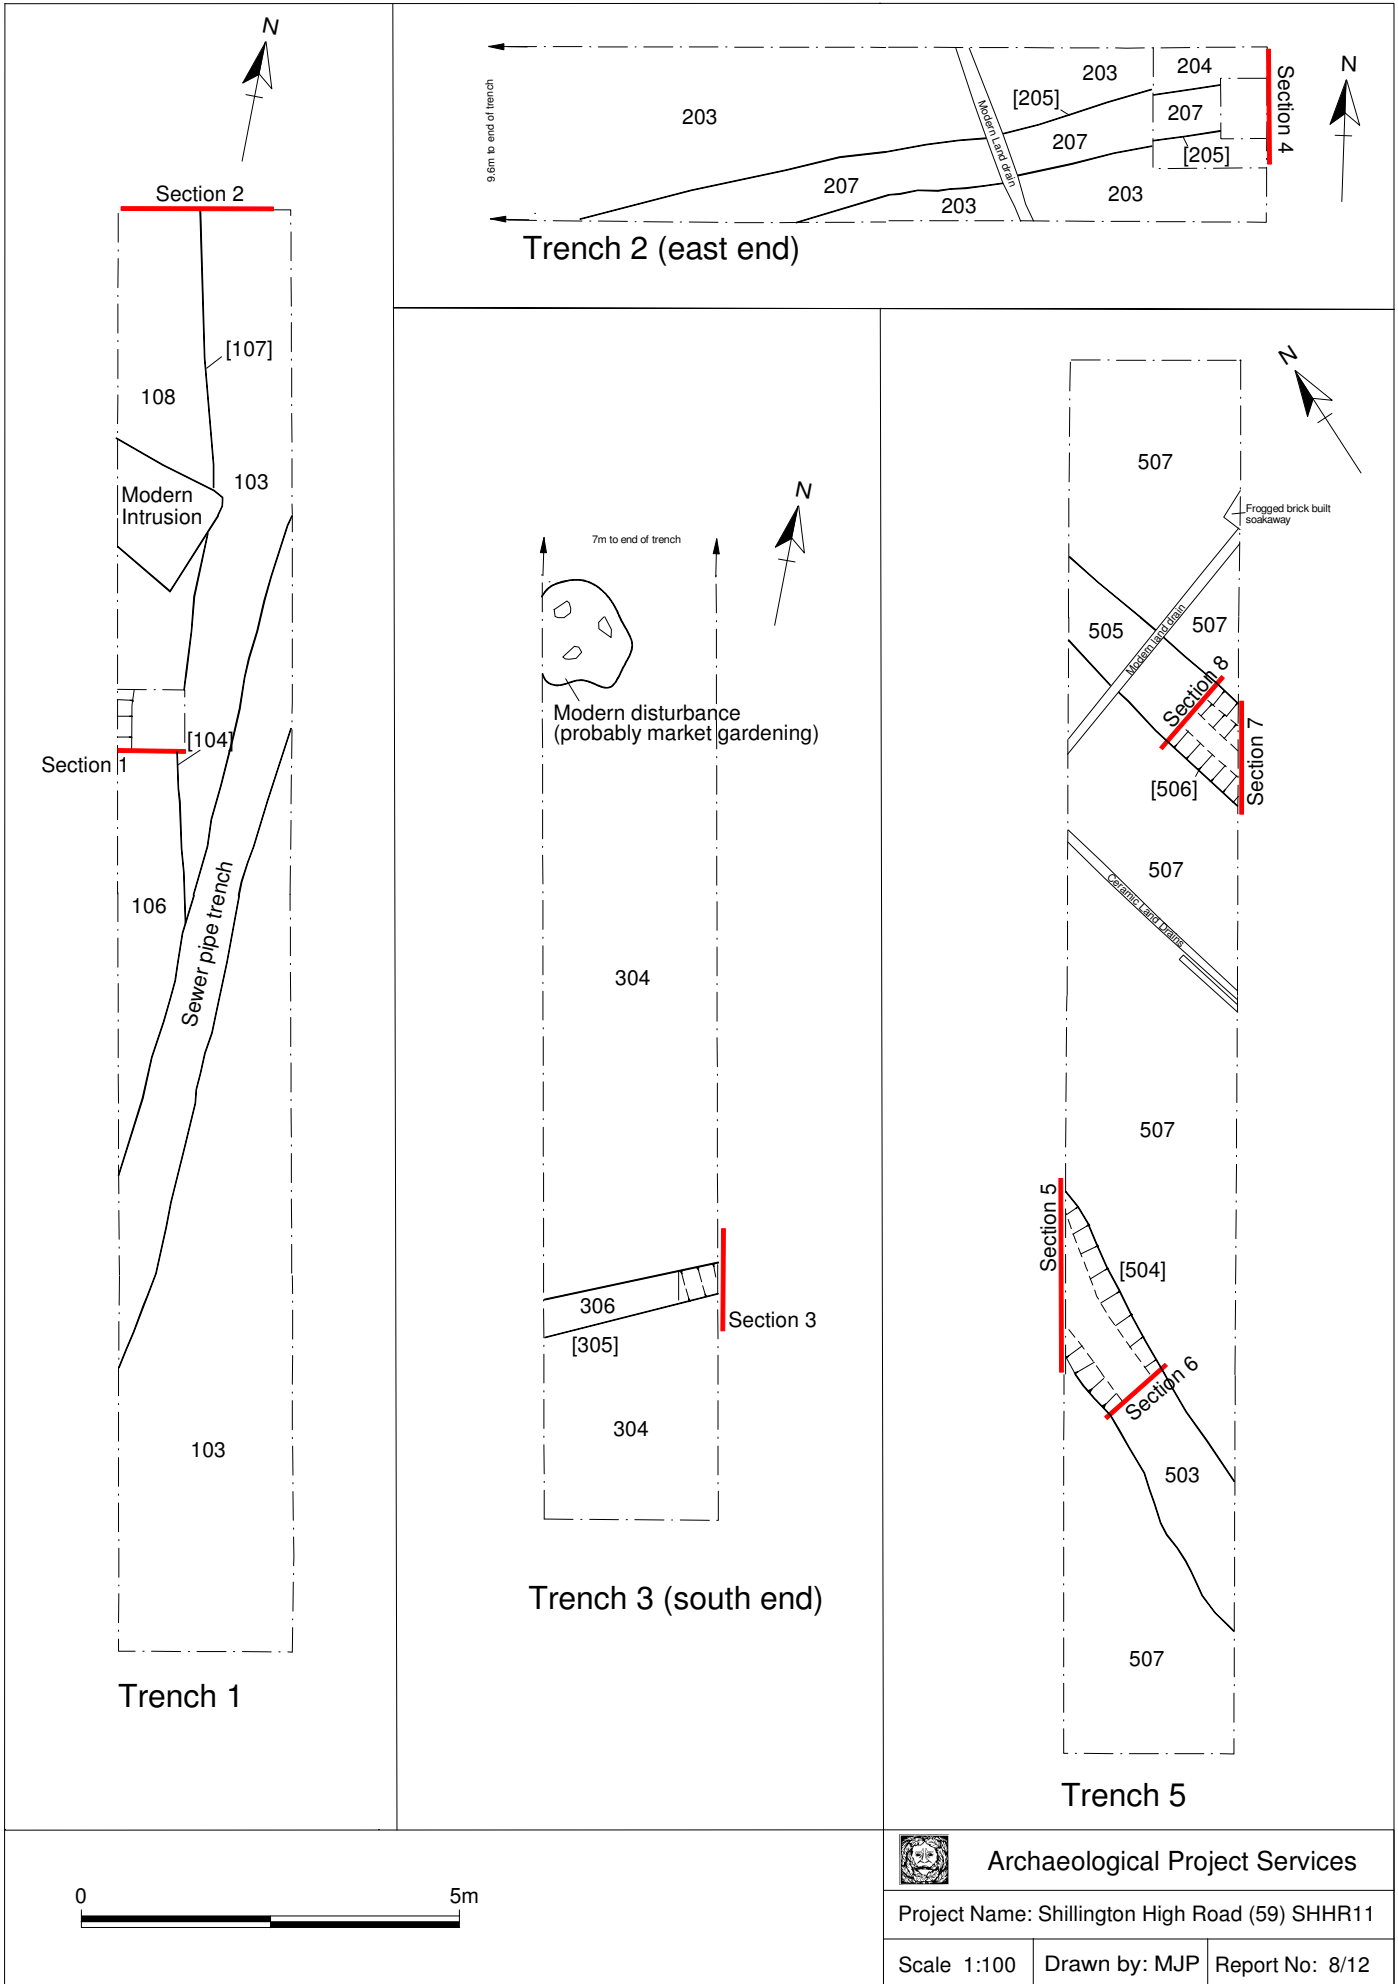 N
Section 2
[107]
108
103
Modern
Intrusion
[104]
Section 1
106
Sewer pipe trench
103
Trench 1
9.6m to end of trench
203
Modern Land drain
203
[205]
204
207
207
[205]
207
203
203
Section 4
N
Trench 2 (east end)
N
7m to end of trench
Modern disturbance
(probably market gardening)
304
306
[305]
Section 3
304
Trench 3 (south end)
N
507
Frogged brick built
soakaway
505
Modern land drain
507
Section 8
Section 7
[506]
507
Ceramic Land Drains
507
Section 5
[504]
Section 6
503
507
Trench 5
0
5m
Archaeological Project Services
Project Name: Shillington High Road (59) SHHR11
Scale 1:100
Drawn by: MJP
Report No: 8/12